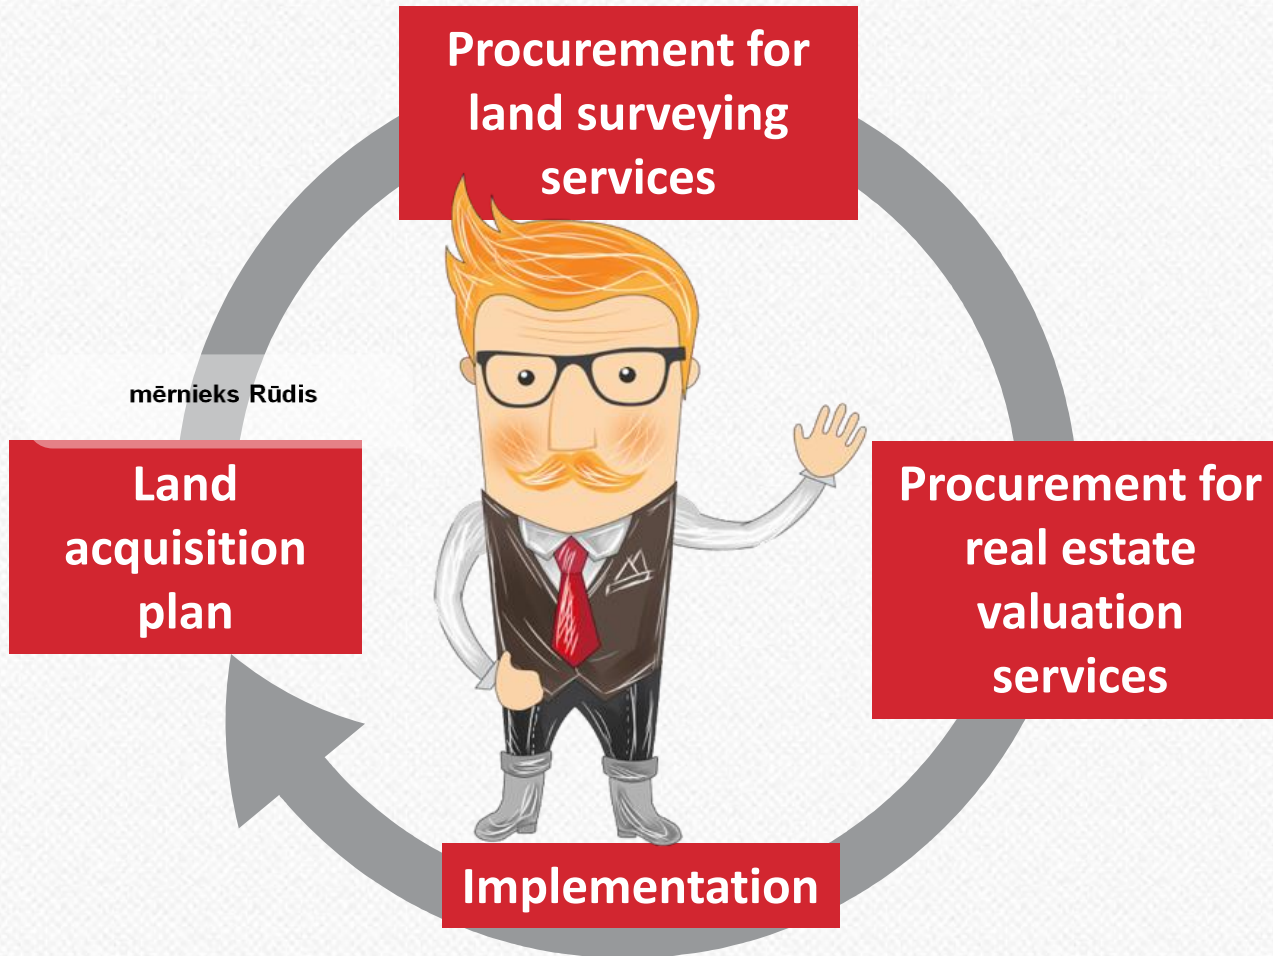 Procurement for
land surveying
services
mērnieks Rūdis
Land
acquisition
plan
Procurement for
real estate
valuation
services
Implementation